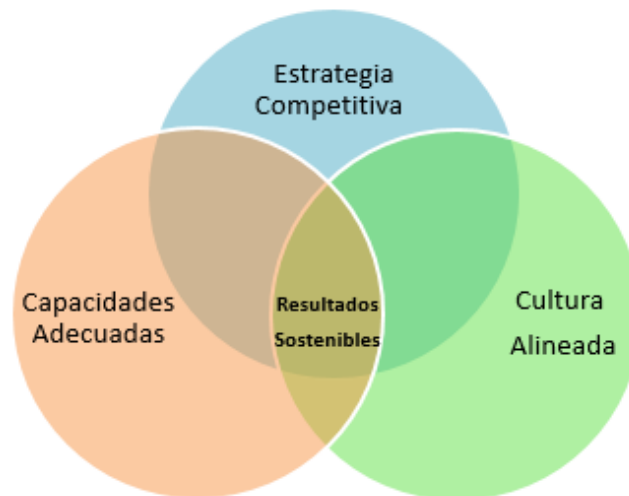 Estrategia
Competitiva
Capacidades
Adecuadas
Resultados
Sostenibles
Cultura
Alineada